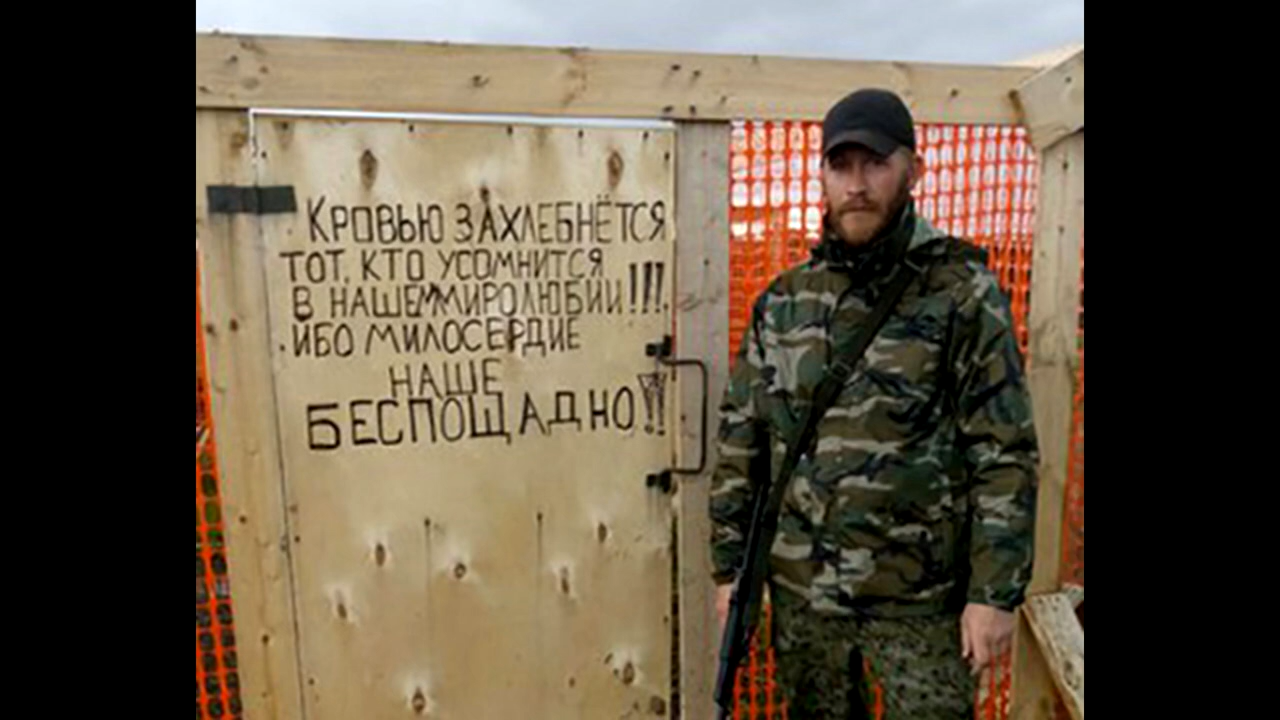 КРОВЬЮ ЗАХЛЕБНЁТСЯ
ТОТ, КТО УСОМНИТСЯ
В НАШЕМ МИРОЛЮБИИ!!!
ИБО МИЛОСЕРДИЕ
НАШЕ
БЕСПОЩАДНО!!